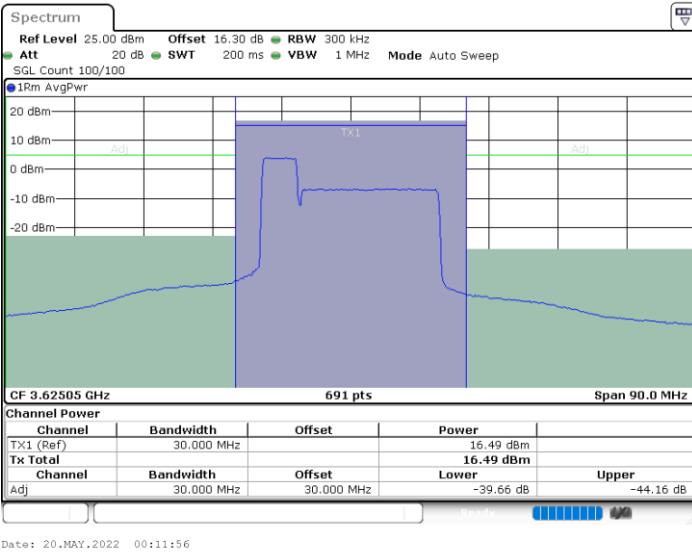 Spectrum
Ref Level 25.00 dBm Offset 16.30 dB RBW 300 kHz
Att 20 dB SWT 200 ms VBW 1 MHz Mode Auto Sweep
SGL Count 100/100
1Rm AvgPwr
20 dBm
TX1
10 dBm
Adj Adj
0 dBm
-10 dBm
-20 dBm
CF 3.62505 GHz 691 pts Span 90.0 MHz
Channel Power
Channel Bandwidth Offset Power
TX1 (Ref) 30.000 MHz 16.49 dBm
Tx Total 16.49 dBm
Channel Bandwidth Offset Lower Upper
Adj 30.000 MHz 30.000 MHz -39.66 dB -44.16 dB
Ready
Date: 20.MAY.2022 00:11:56